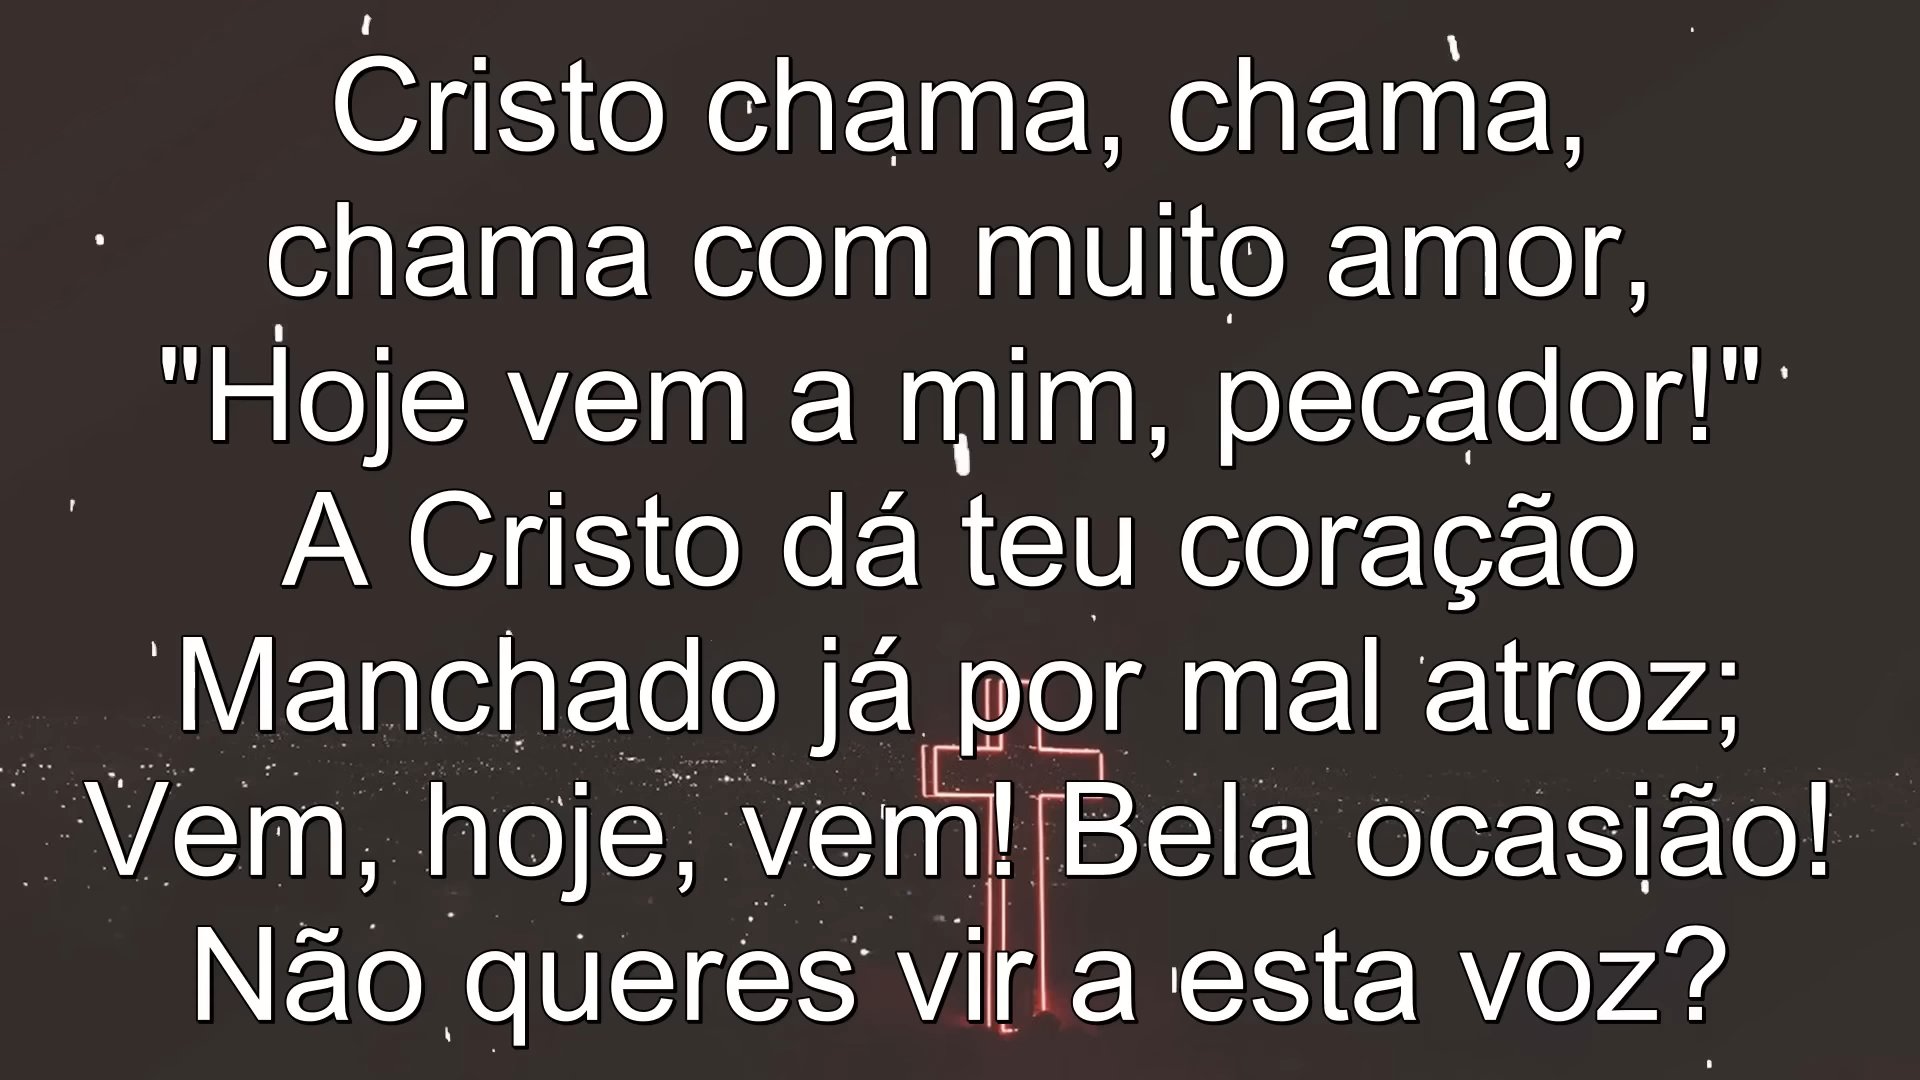 Cristo chama, chama,
chama com muito amor,
"Hoje vem a mim, pecador!"
A Cristo dá teu coração
Manchado já por mal atroz;
Vem, hoje, vem! Bela ocasião!
Não queres vir a esta voz?